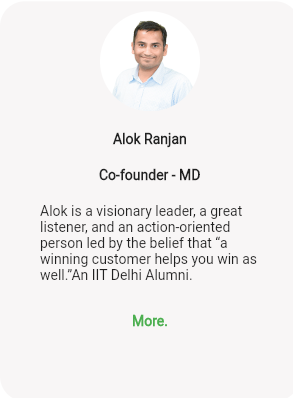 Alok Ranjan
Co-founder - MD
Alok is a visionary leader, a great
listener, and an action-oriented
person led by the belief that “a
winning customer helps you win as
well.”An IIT Delhi Alumni.
More.